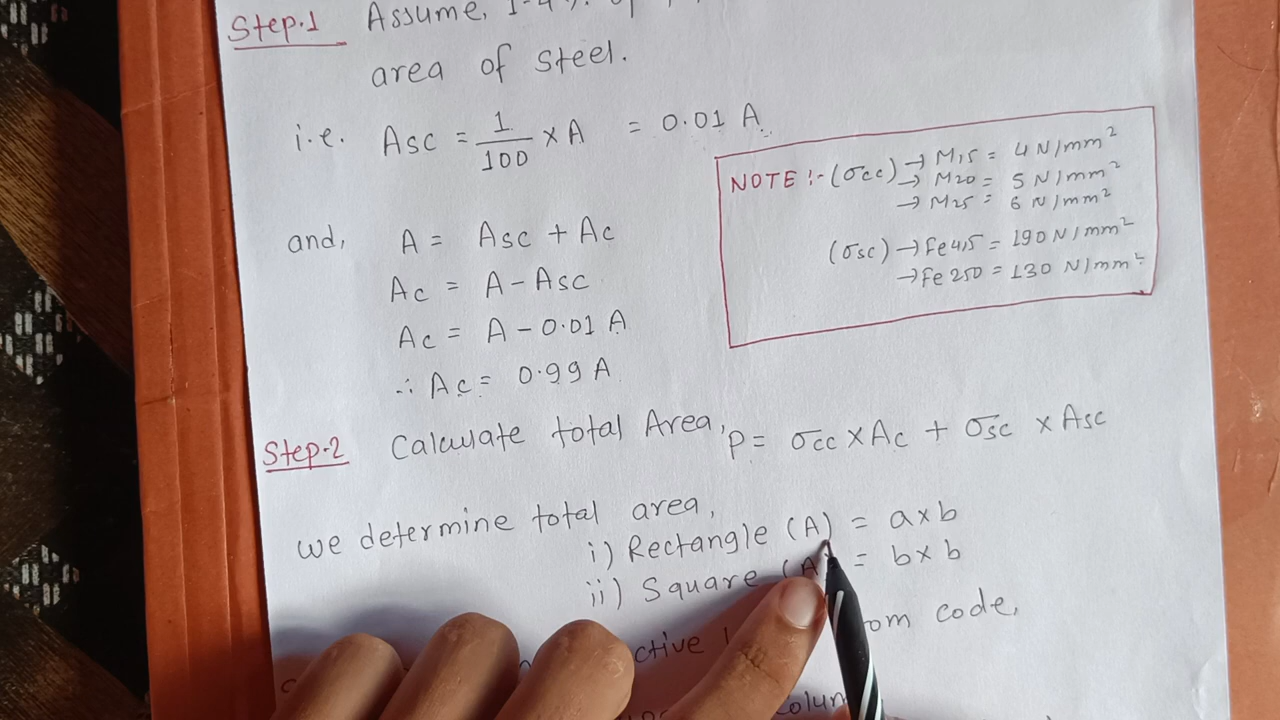 Step.1 Assume, 1-4%
area of Steel.
i.e. Asc = 1/100 × A = 0.01 A
NOTE :- (σcc) → M15 = 4 N/mm²
→ M20 = 5 N/mm²
→ M25 = 6 N/mm²
(σsc) → Fe415 = 190 N/mm²
→ Fe250 = 130 N/mm²
and, A = Asc + Ac
Ac = A - Asc
Ac = A - 0.01 A
∴ Ac = 0.99 A
Step-2 Calculate total Area, P = σcc × Ac + σsc × Asc
we determine total area,
i) Rectangle (A) = a×b
ii) Square (A) = b×b
code,